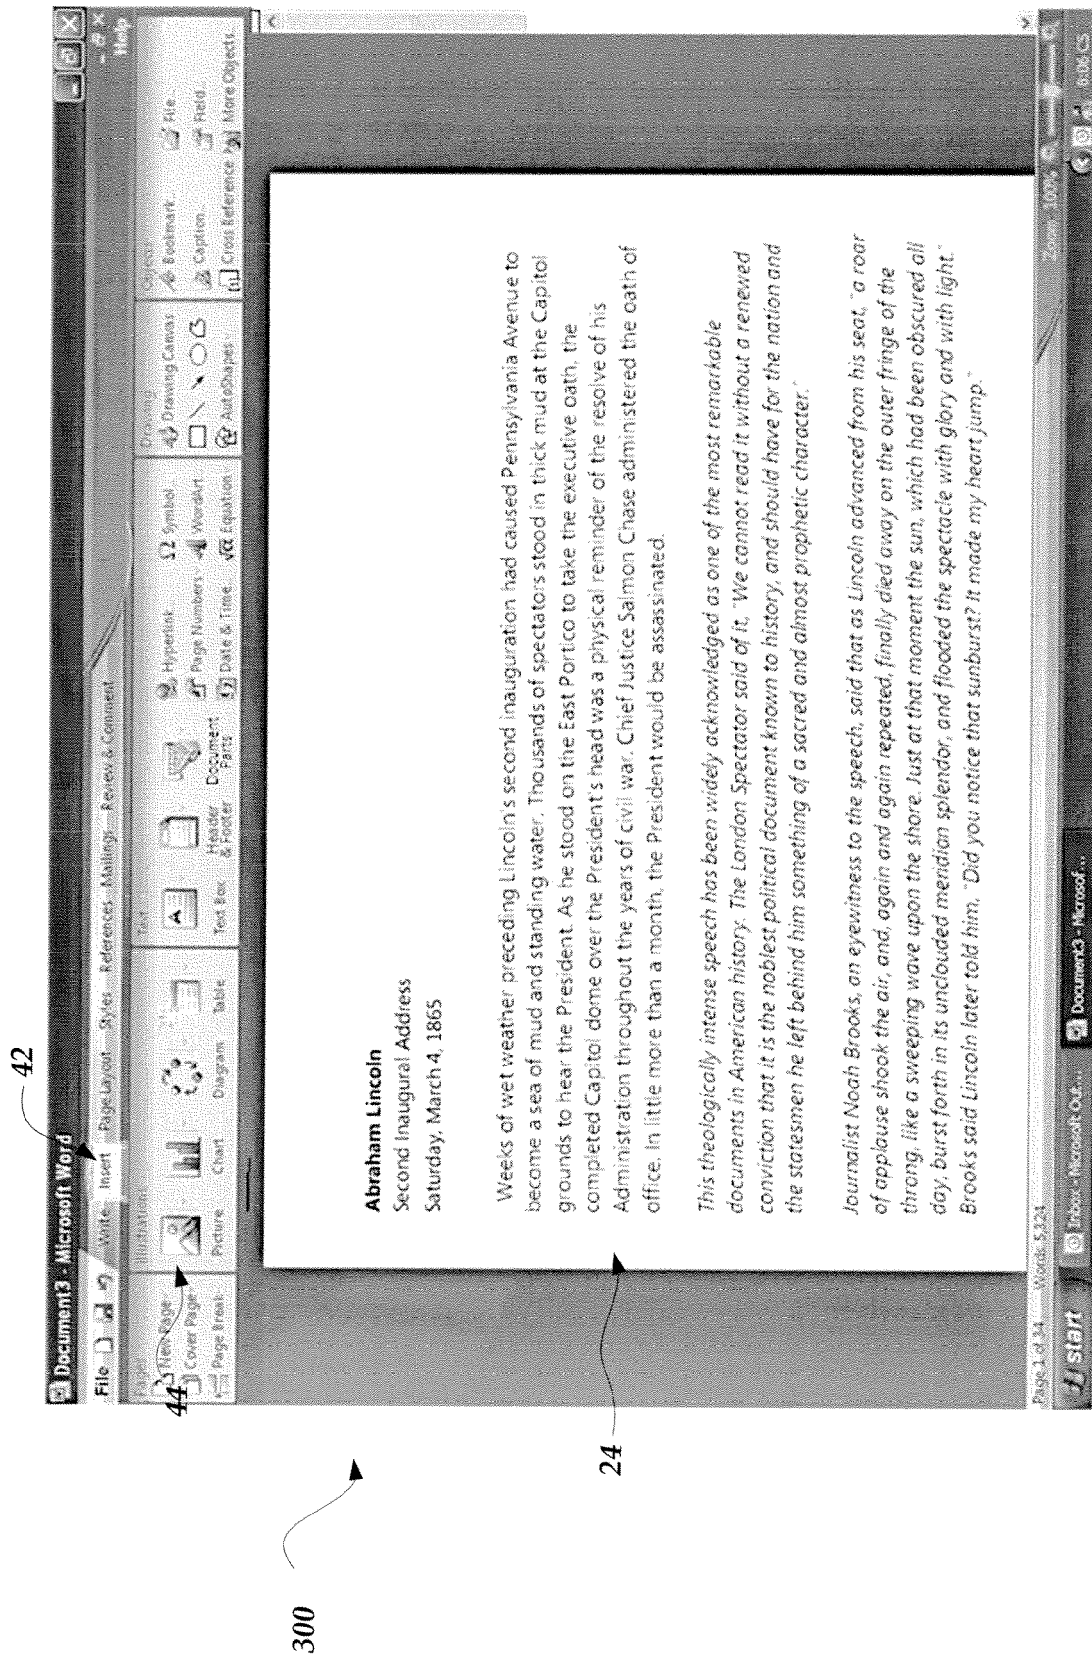 Document3 - Microsoft Word
File Write Insert Page Layout Styles References Mailings Review & Comment Help
42
Pages
New Page
Cover Page
Page Break
Illustrations
Picture
Chart
Diagram
Table
Text
Text Box
Header & Footer
Document Parts
Hyperlink
Page Numbers
Date & Time
Symbol
WordArt
Equation
Drawing
Drawing Canvas
AutoShapes
Bookmark
Caption
Cross Reference
File
Field
More Objects
44
Abraham Lincoln
Second Inaugural Address
Saturday, March 4, 1865
Weeks of wet weather preceding Lincoln's second inauguration had caused Pennsylvania Avenue to
become a sea of mud and standing water. Thousands of spectators stood in thick mud at the Capitol
grounds to hear the President. As he stood on the East Portico to take the executive oath, the
completed Capitol dome over the President's head was a physical reminder of the resolve of his
Administration throughout the years of civil war. Chief Justice Salmon Chase administered the oath of
office. In little more than a month, the President would be assassinated.
24
This theologically intense speech has been widely acknowledged as one of the most remarkable
documents in American history. The London Spectator said of it, "We cannot read it without a renewed
conviction that it is the noblest political document known to history, and should have for the nation and
the statesmen he left behind him something of a sacred and almost prophetic character."
Journalist Noah Brooks, an eyewitness to the speech, said that as Lincoln advanced from his seat, "a roar
of applause shook the air, and, again and again repeated, finally died away on the outer fringe of the
throng, like a sweeping wave upon the shore. Just at that moment the sun, which had been obscured all
day, burst forth in its unclouded meridian splendor, and flooded the spectacle with glory and with light."
Brooks said Lincoln later told him, "Did you notice that sunburst? It made my heart jump."
Page 1 of 34 Words: 5,124 Zoom: 100%
start Inbox - Microsoft Out... Document3 - Microsof...
300